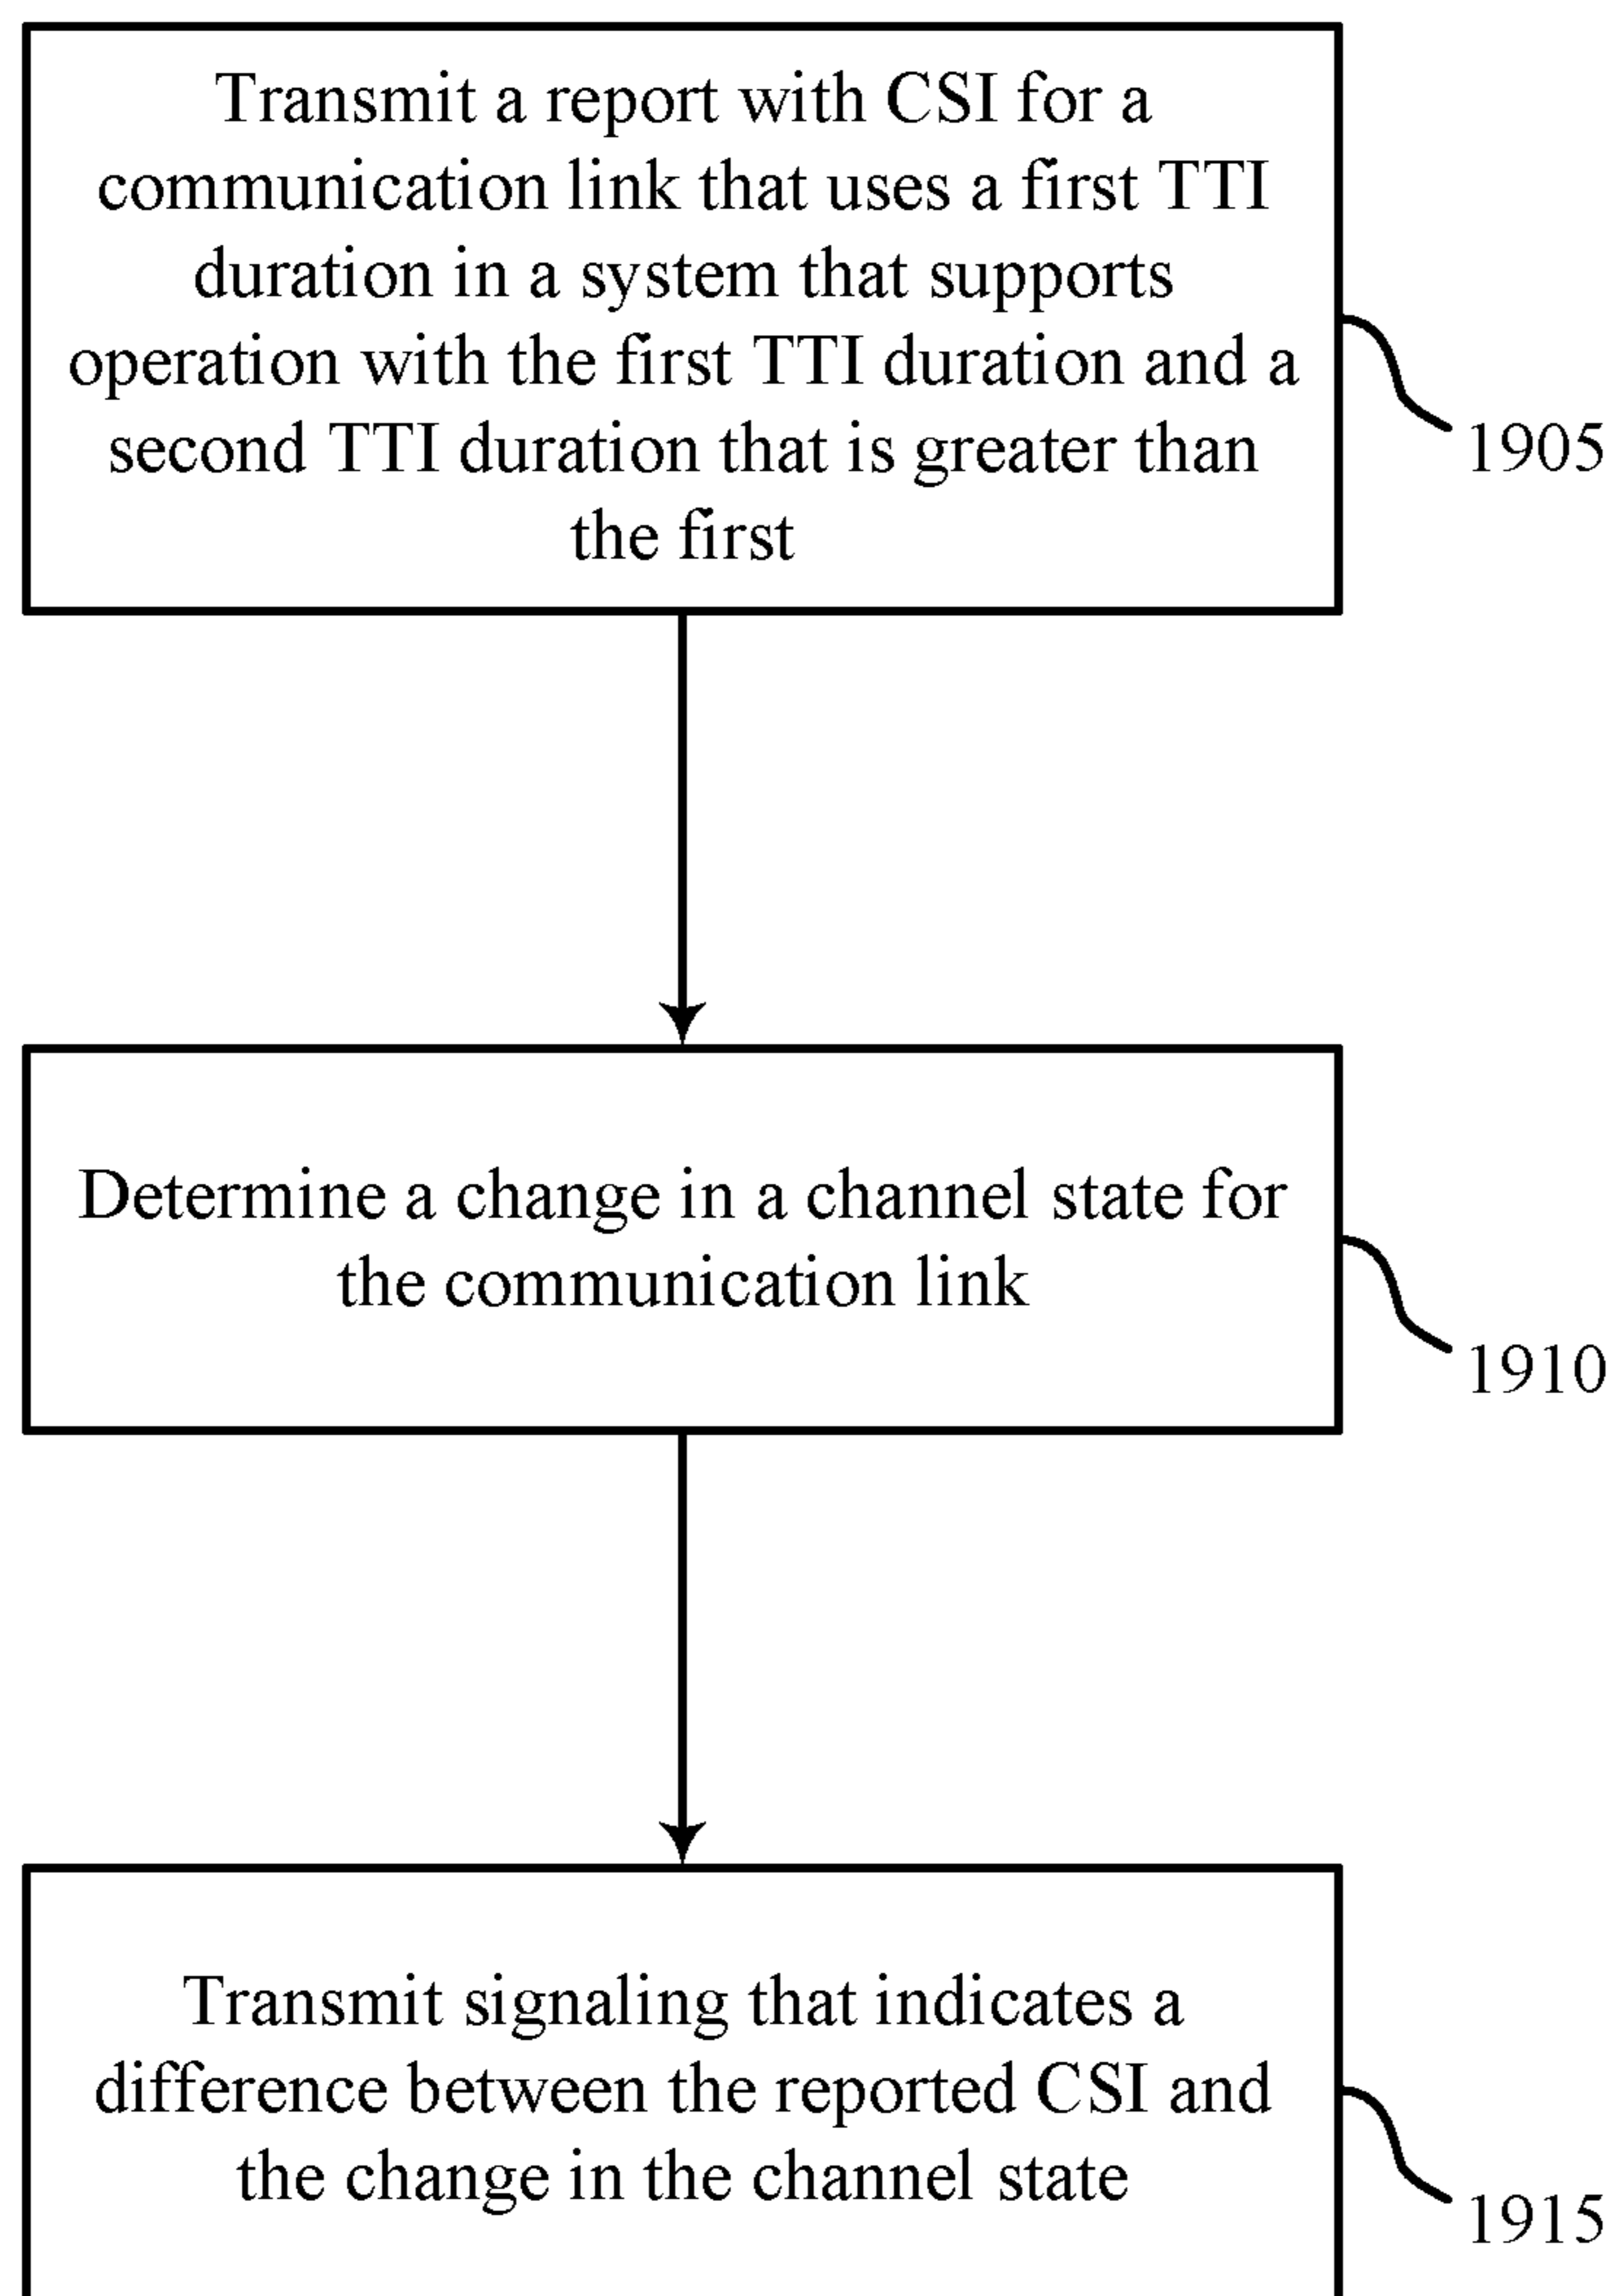 Transmit a report with CSI for a
communication link that uses a first TTI
duration in a system that supports
operation with the first TTI duration and a
second TTI duration that is greater than
the first
1905
Determine a change in a channel state for
the communication link
1910
Transmit signaling that indicates a
difference between the reported CSI and
the change in the channel state
1915